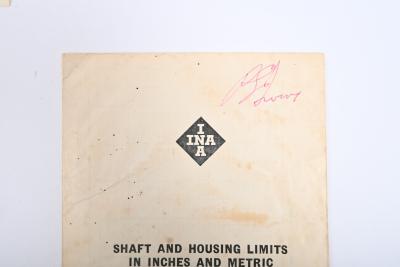 I
INA
A
SHAFT AND HOUSING LIMITS
IN INCHES AND METRIC